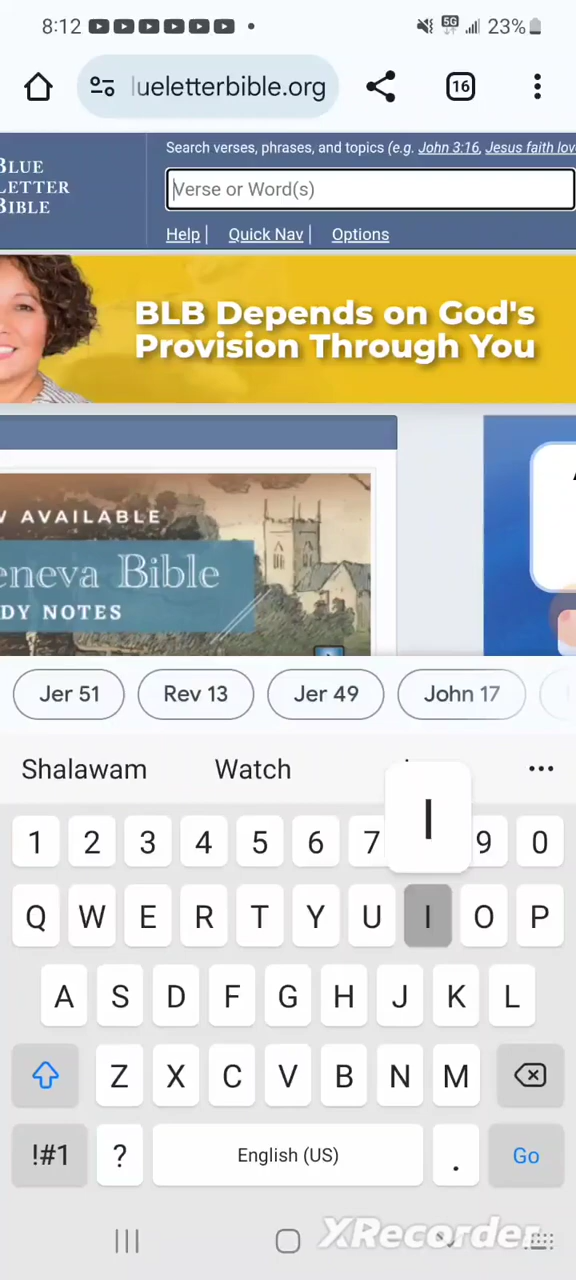 8:12
5G
23%
ueletterbible.org
16
BLUE
LETTER
BIBLE
Search verses, phrases, and topics (e.g. John 3:16, Jesus faith lov
Verse or Word(s)
Help | Quick Nav | Options
BLB Depends on God's
Provision Through You
W AVAILABLE
eneva Bible
DY NOTES
Jer 51
Rev 13
Jer 49
John 17
Shalawam
Watch
I
1 2 3 4 5 6 7 9 0
Q W E R T Y U I O P
A S D F G H J K L
Z X C V B N M
!#1 ? English (US) . Go
XRecorder